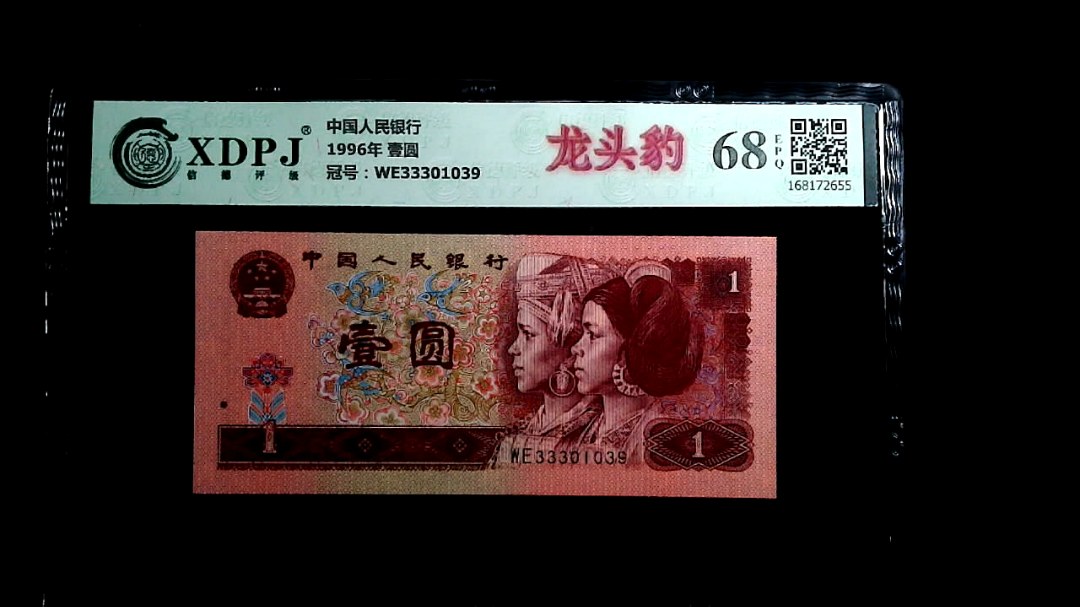 XDPJ®
信德评级
中国人民银行
1996年 壹圆
冠号：WE33301039
龙头豹
68
EPQ
168172655
中国人民银行
1
壹圆
1
WE33301039
1